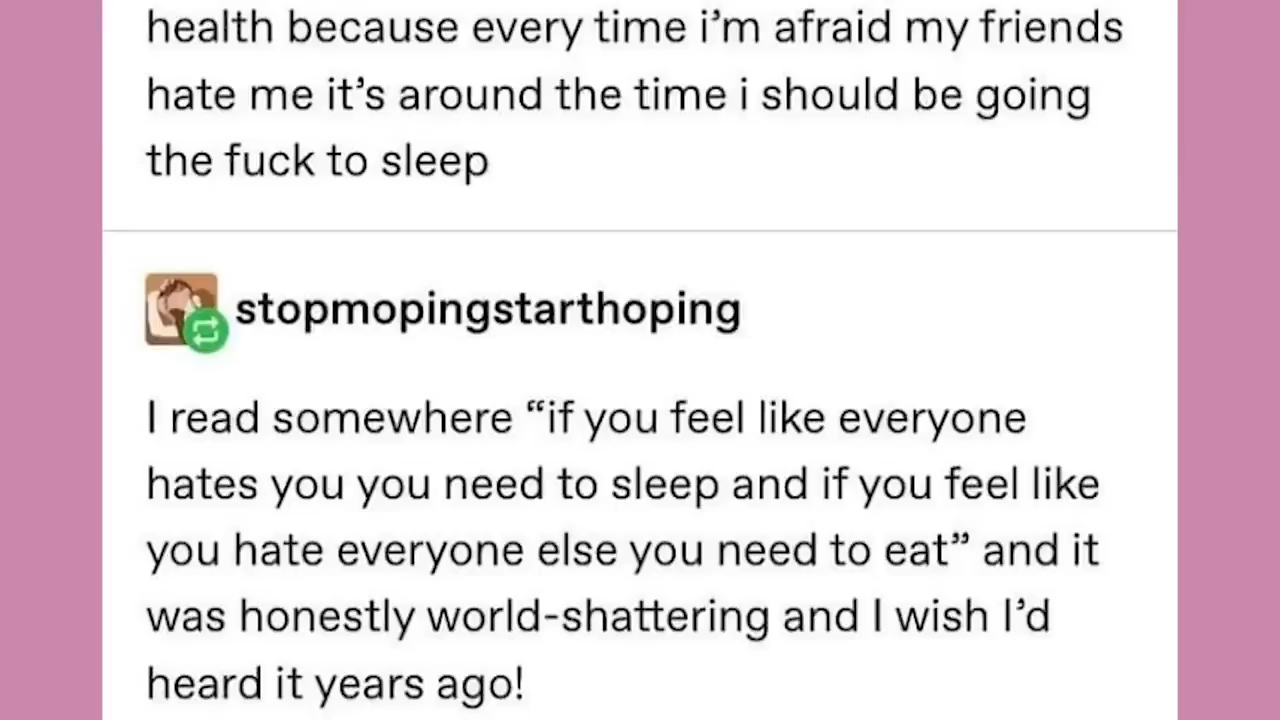 health because every time i’m afraid my friends
hate me it’s around the time i should be going
the fuck to sleep
stopmopingstarthoping
I read somewhere “if you feel like everyone
hates you you need to sleep and if you feel like
you hate everyone else you need to eat” and it
was honestly world-shattering and I wish I’d
heard it years ago!